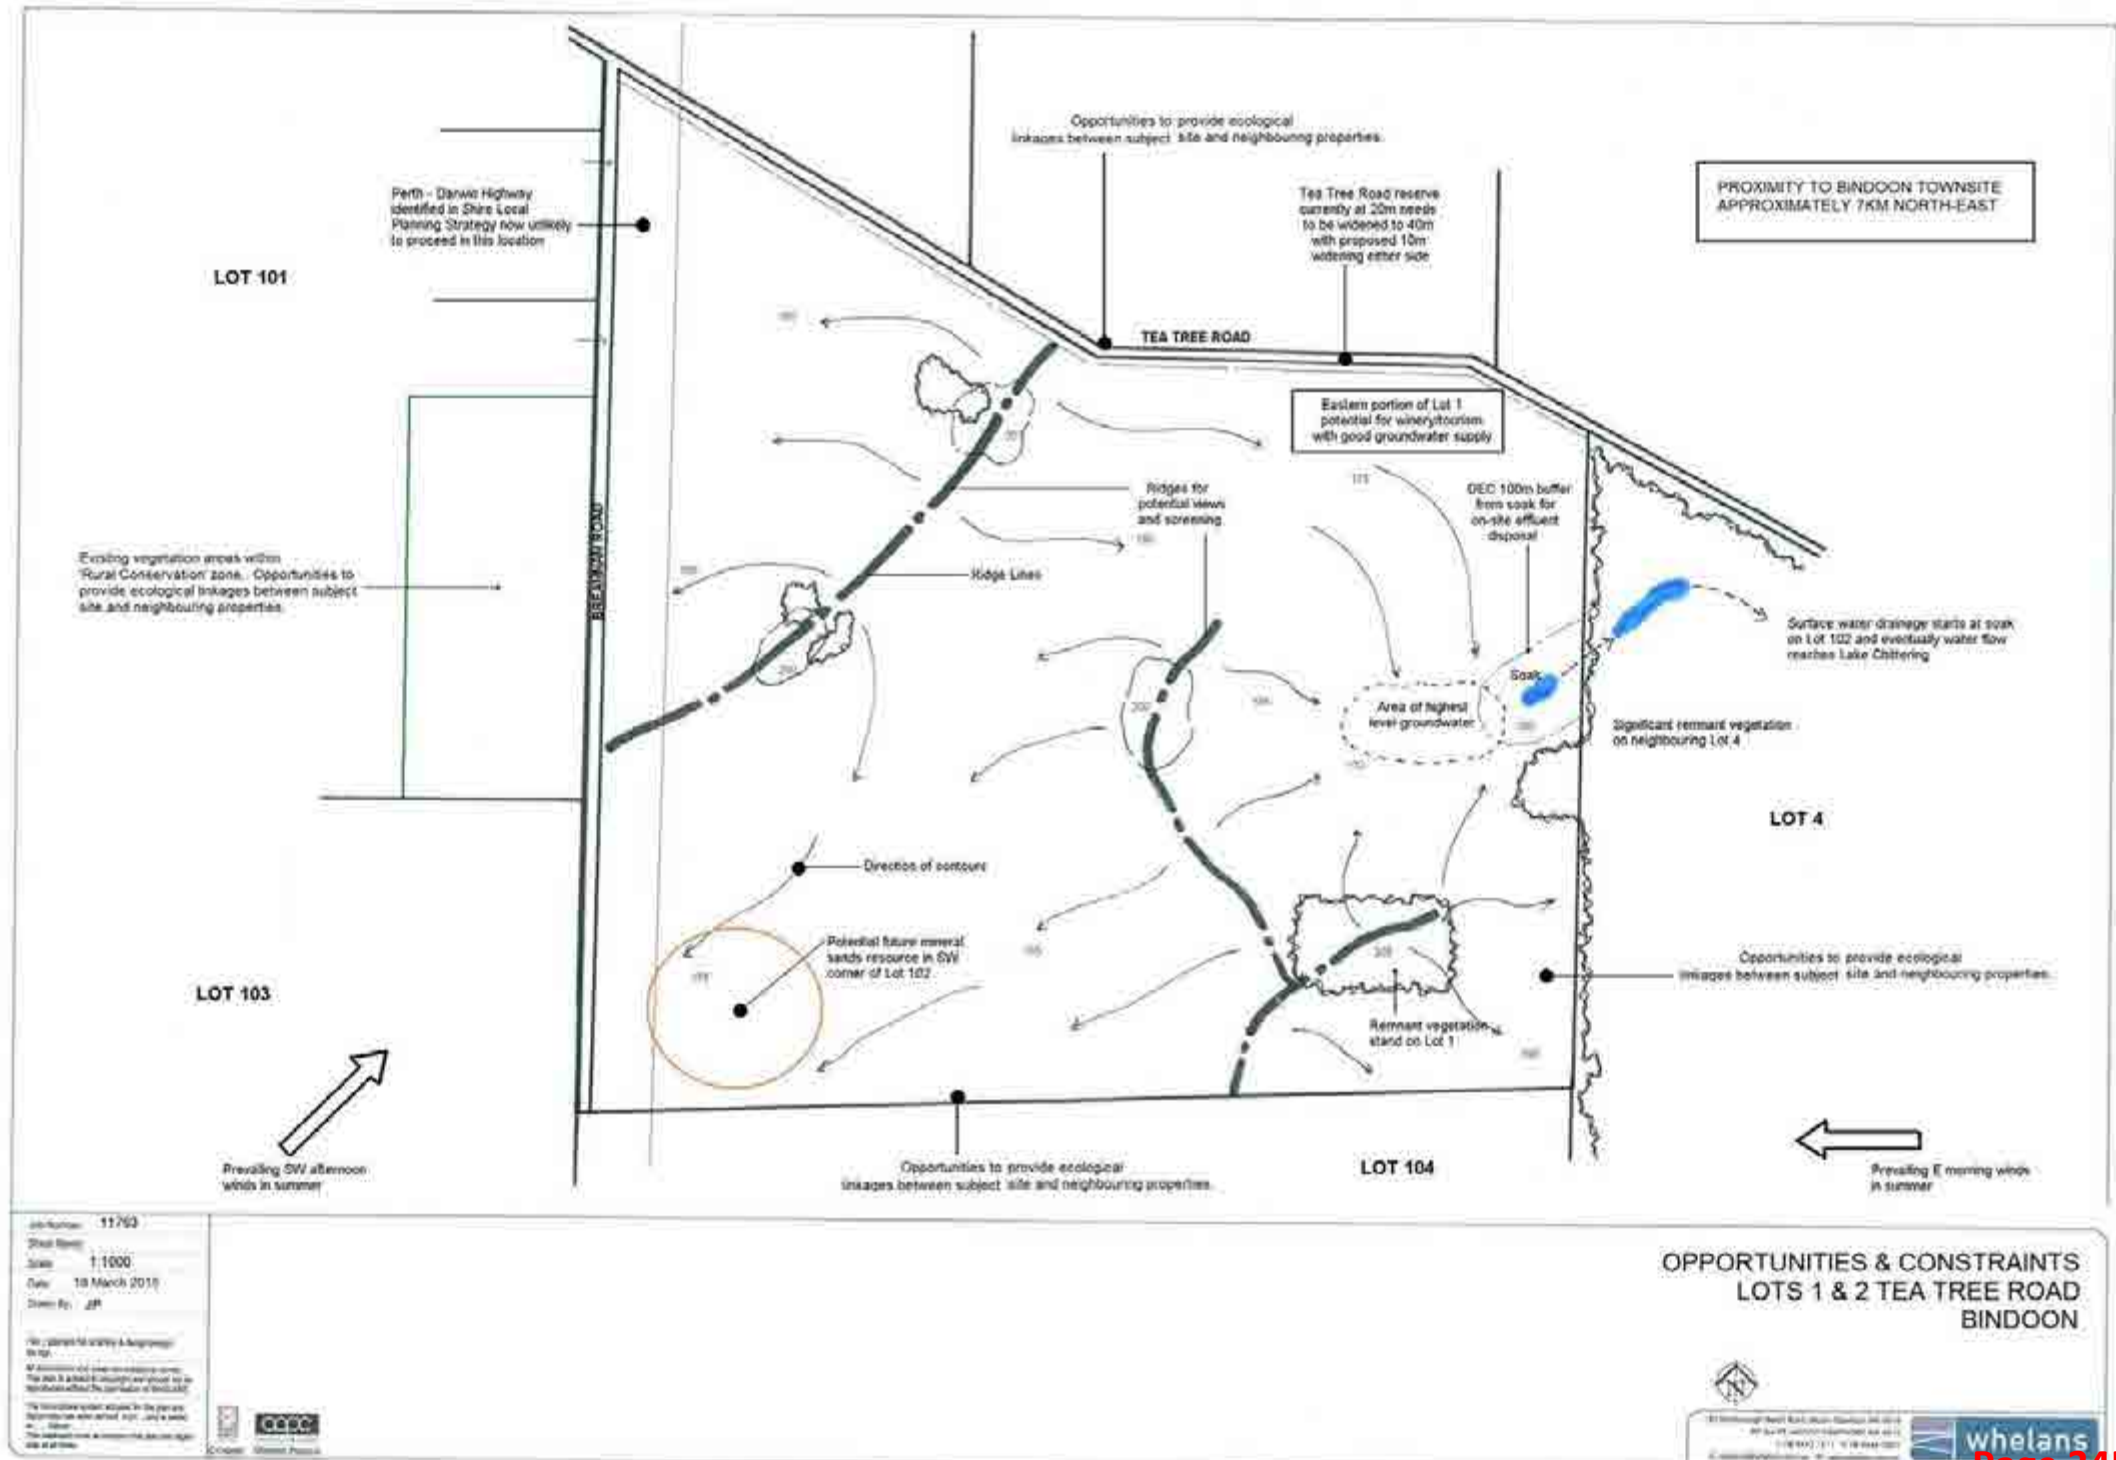 Opportunities to provide ecological
linkages between subject site and neighbouring properties.
PROXIMITY TO BINDOON TOWNSITE
APPROXIMATELY 7KM NORTH-EAST
Perth - Darwin Highway
identified in Shire Local
Planning Strategy now unlikely
to proceed in this location
Tea Tree Road reserve
currently at 20m needs
to be widened to 40m
with proposed 10m
widening either side
LOT 101
TEA TREE ROAD
Eastern portion of Lot 1
potential for winery/tourism
with good groundwater supply
Ridges for
potential views
and screening
175
DEC 100m buffer
from soak for
on-site effluent
disposal
BREAKWAY ROAD
Ridge Lines
Existing vegetation areas within
'Rural Conservation' zone. Opportunities to
provide ecological linkages between subject
site and neighbouring properties.
Surface water drainage starts at soak
on Lot 102 and eventually water flow
reaches Lake Chittering
Soak
200
Area of highest
level groundwater
Significant remnant vegetation
on neighbouring Lot 4
LOT 4
Direction of contours
Potential future mineral
sands resource in SW
corner of Lot 102
LOT 103
Opportunities to provide ecological
linkages between subject site and neighbouring properties.
Remnant vegetation
stand on Lot 1
Prevailing SW afternoon
winds in summer
Opportunities to provide ecological
linkages between subject site and neighbouring properties.
LOT 104
Prevailing E morning winds
in summer
Job Number: 11763
Scale 1:1000
Date 18 March 2010
Drawn By: JP
OPPORTUNITIES & CONSTRAINTS
LOTS 1 & 2 TEA TREE ROAD
BINDOON
N
whelans